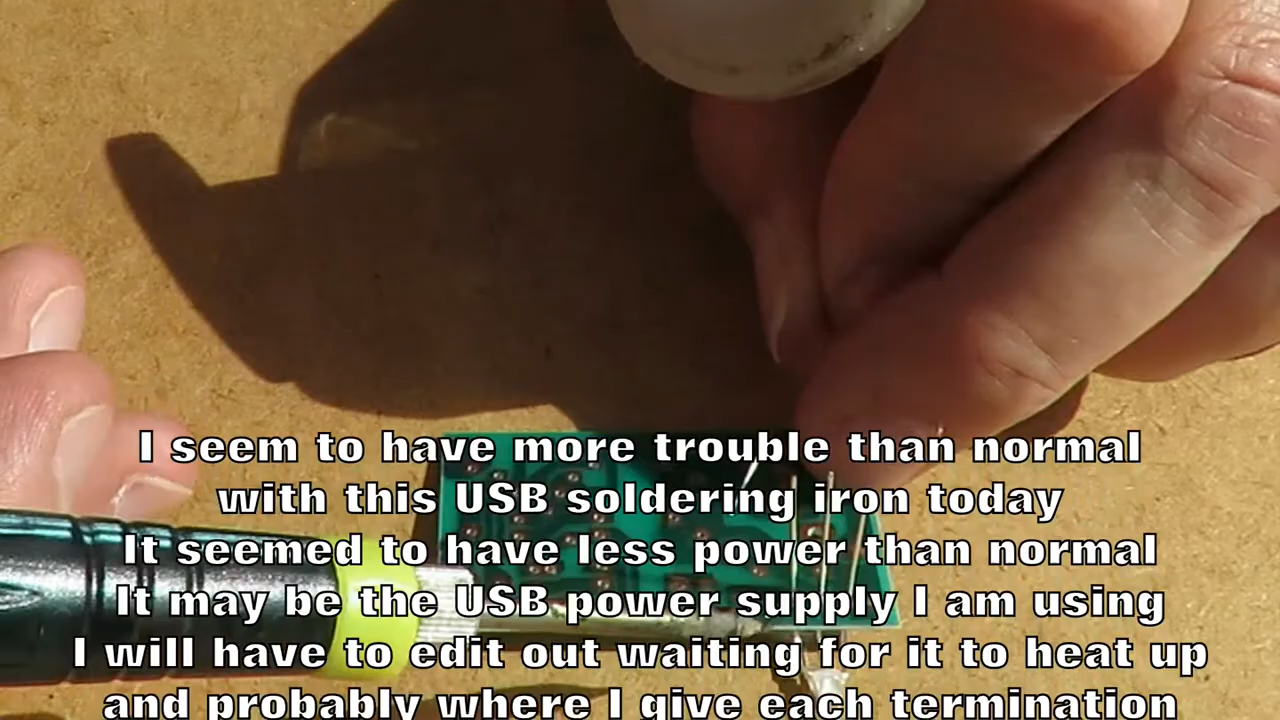 I seem to have more trouble than normal
with this USB soldering iron today
It seemed to have less power than normal
It may be the USB power supply I am using
I will have to edit out waiting for it to heat up
and probably where I give each termination